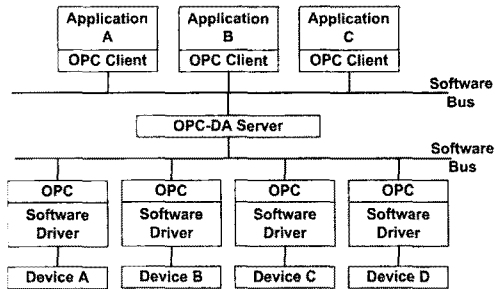 Application A
Application B
Application C
OPC Client
OPC Client
OPC Client
Software Bus
OPC-DA Server
Software Bus
OPC
OPC
OPC
OPC
Software Driver
Software Driver
Software Driver
Software Driver
Device A
Device B
Device C
Device D